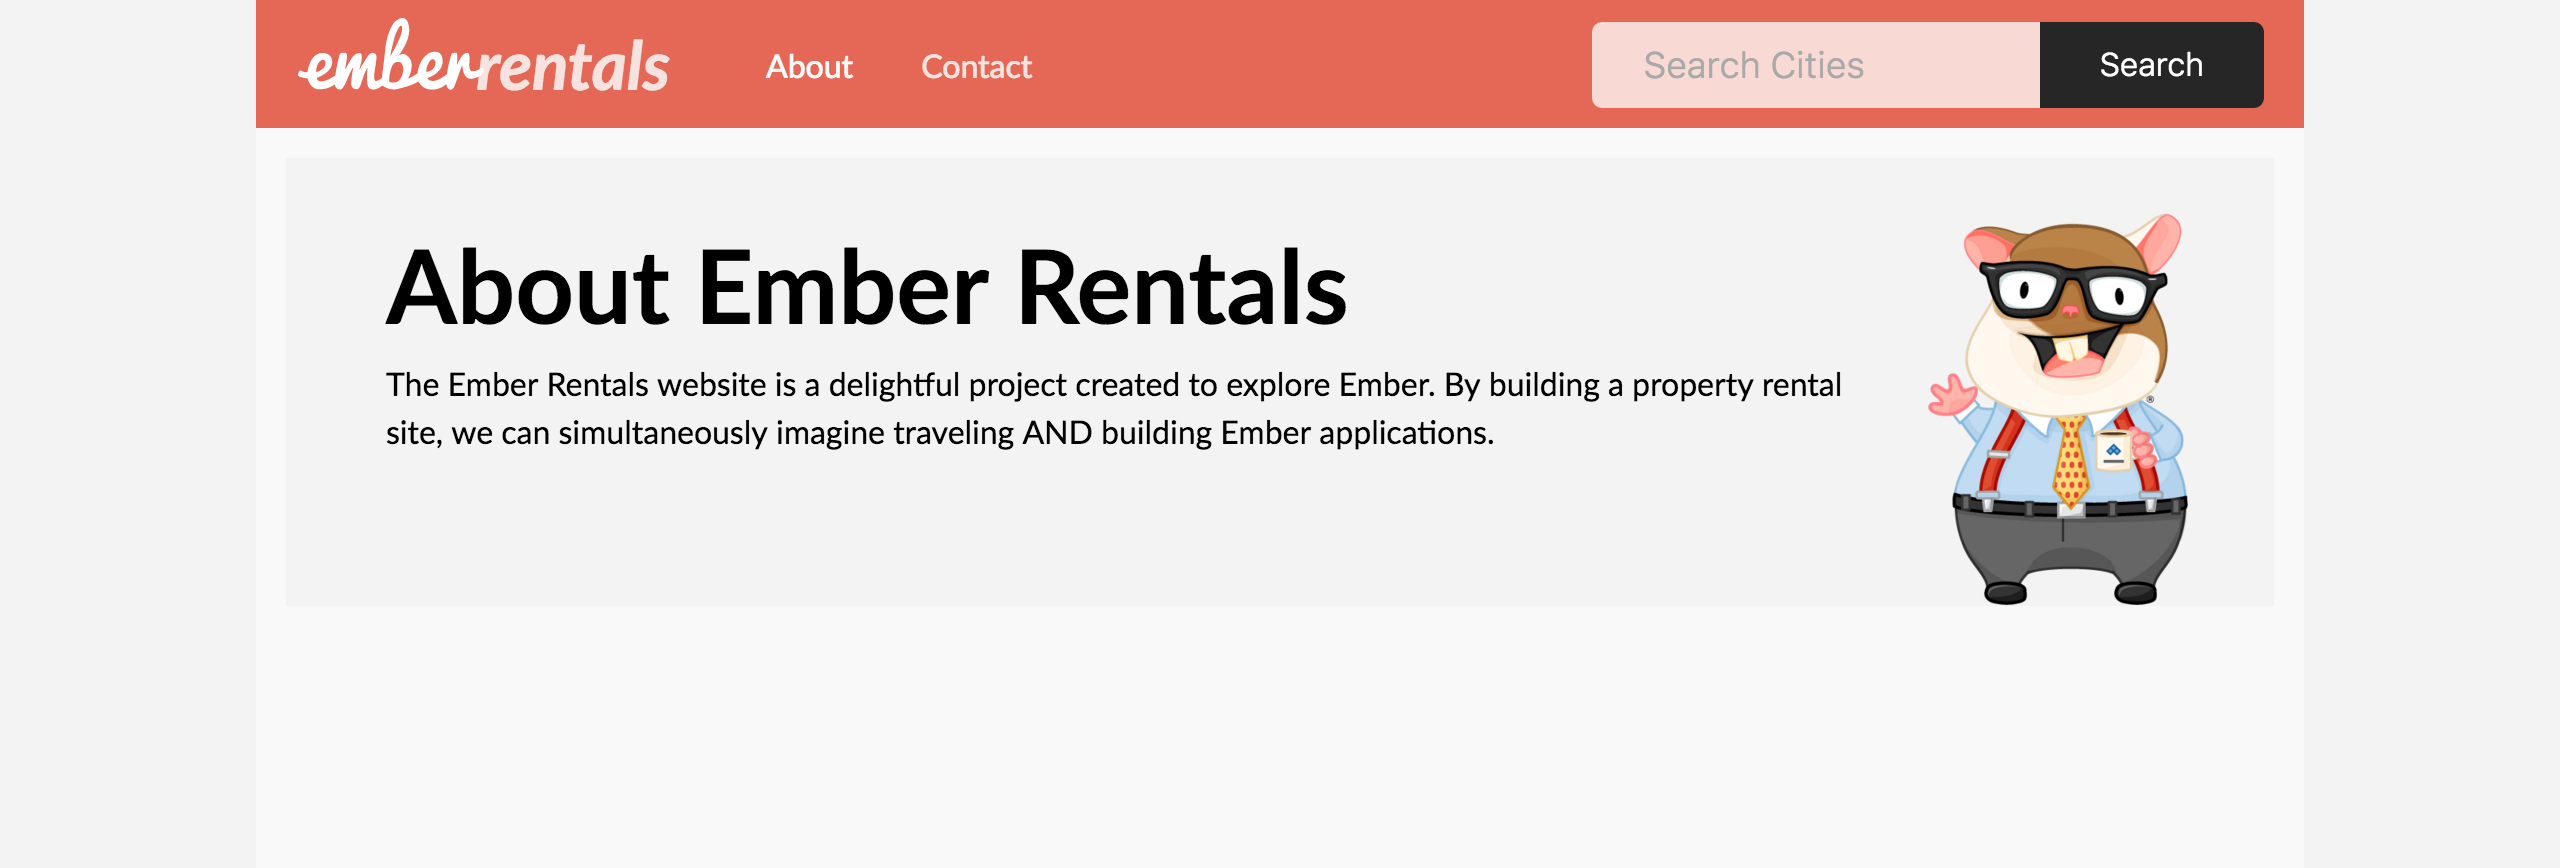 emberrentals
About
Contact
Search Cities
Search
About Ember Rentals
The Ember Rentals website is a delightful project created to explore Ember. By building a property rental
site, we can simultaneously imagine traveling AND building Ember applications.
®